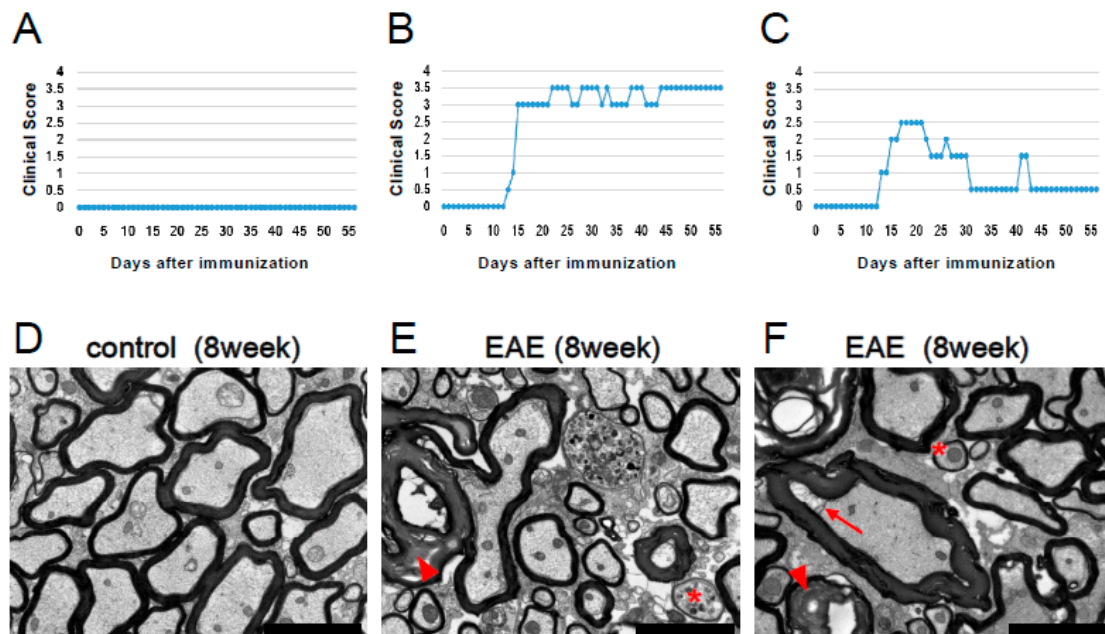 A
B
C
Clinical Score
4
3.5
3
2.5
2
1.5
1
0.5
0
0 5 10 15 20 25 30 35 40 45 50 55
Days after immunization
Clinical Score
4
3.5
3
2.5
2
1.5
1
0.5
0
0 5 10 15 20 25 30 35 40 45 50 55
Days after immunization
Clinical Score
4
3.5
3
2.5
2
1.5
1
0.5
0
0 5 10 15 20 25 30 35 40 45 50 55
Days after immunization
D control (8week)
E EAE (8week)
F EAE (8week)
*
*